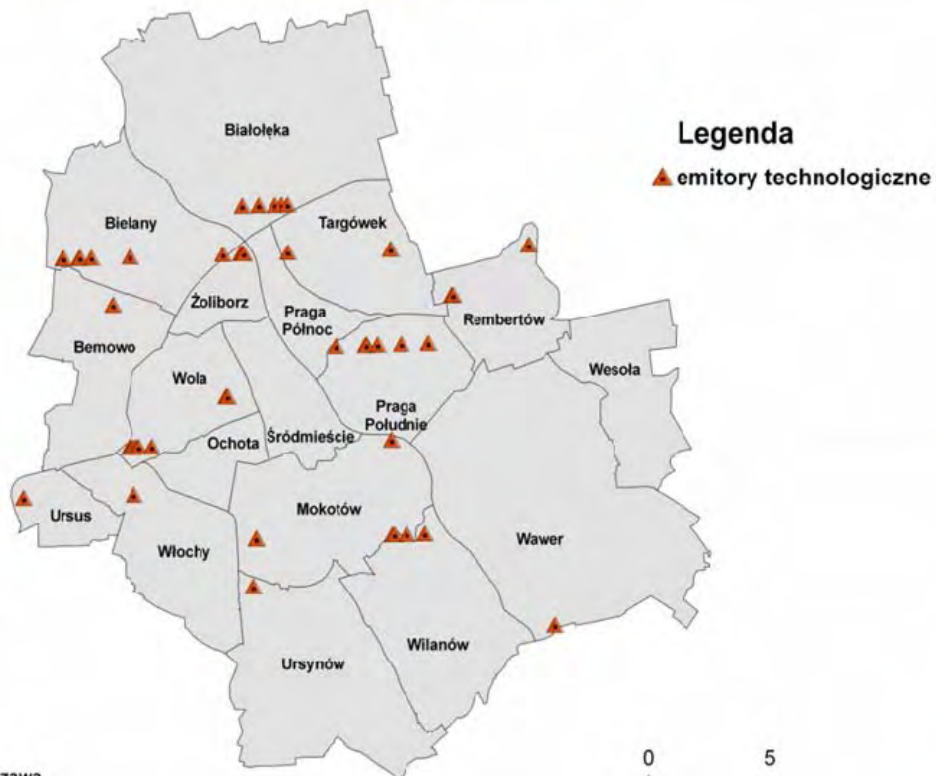 Białołęka
Legenda
emitory technologiczne
Bielany
Targówek
Żoliborz
Praga
Północ
Rembertów
Bemowo
Wesoła
Wola
Praga
Południe
Ochota
Śródmieście
Mokotów
Ursus
Włochy
Wawer
Wilanów
Ursynów
0 5